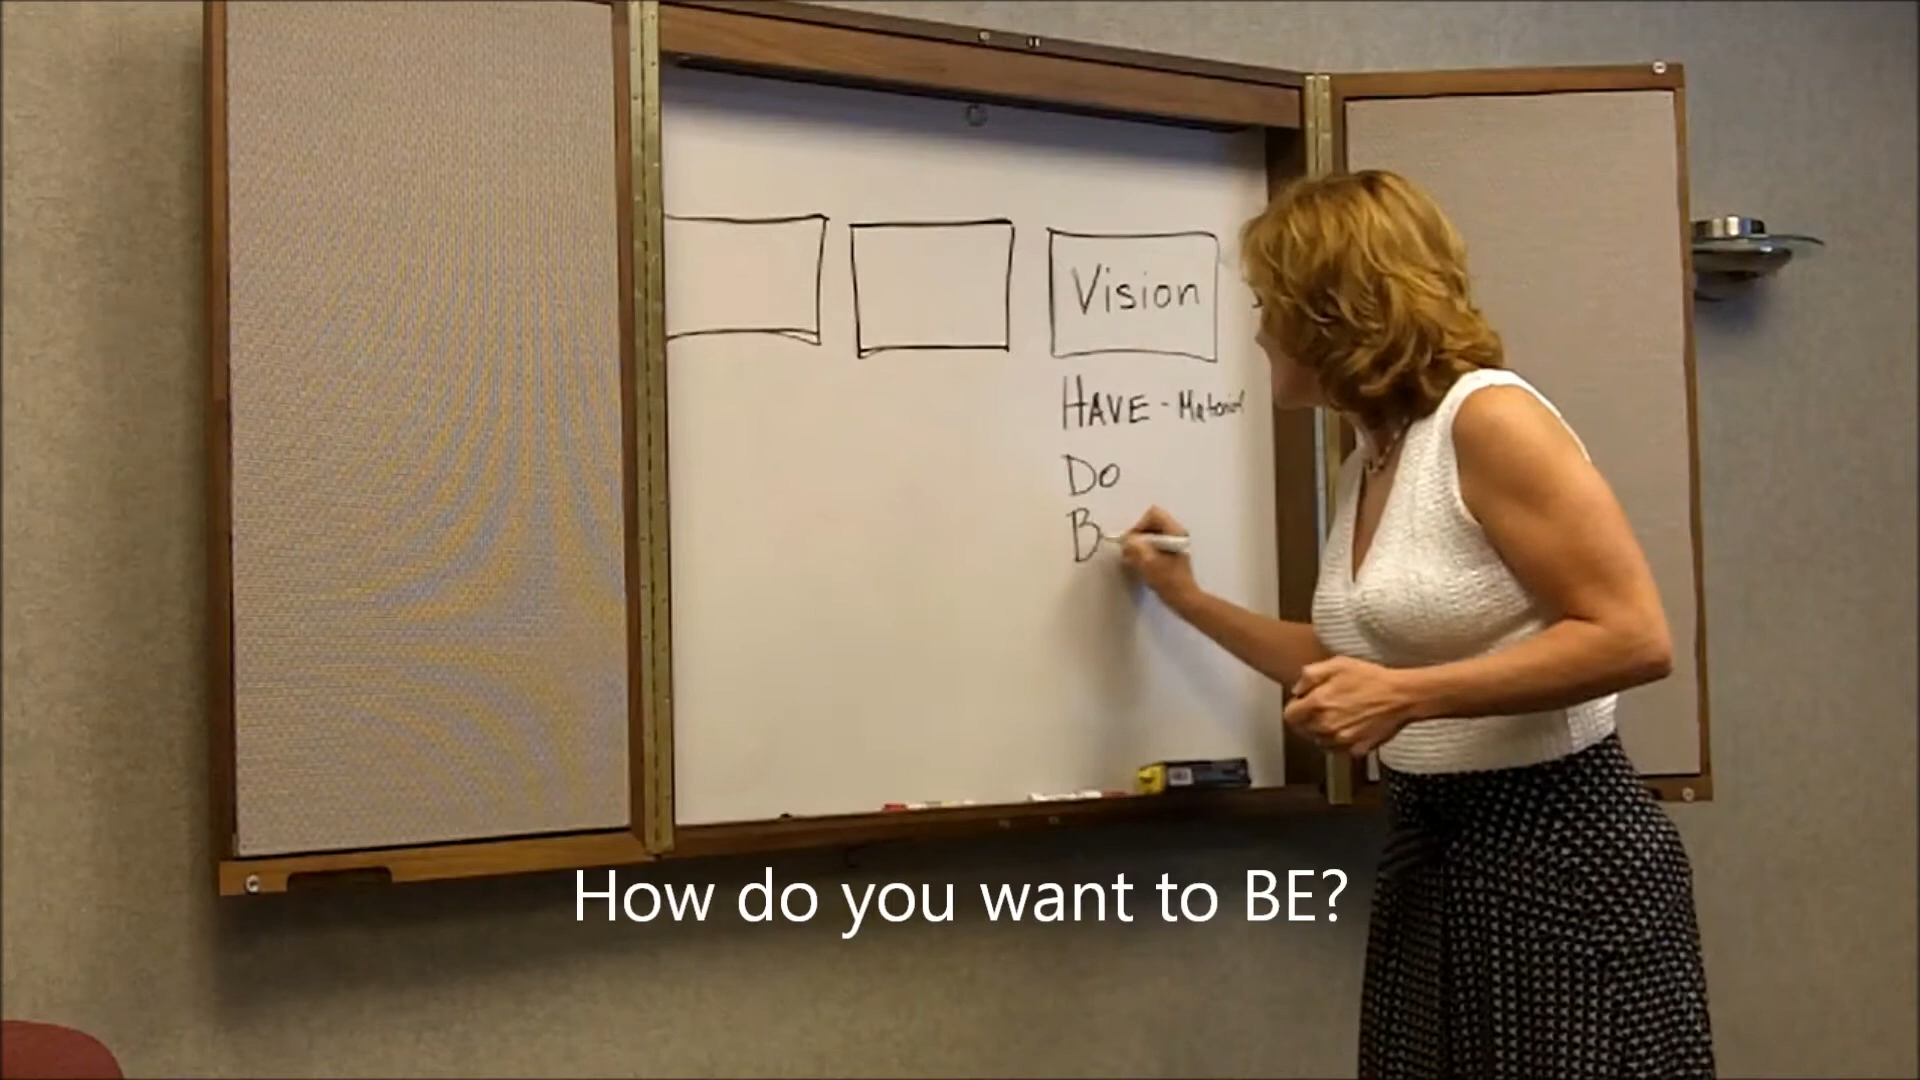 Vision
HAVE - Material
Do
B
How do you want to BE?